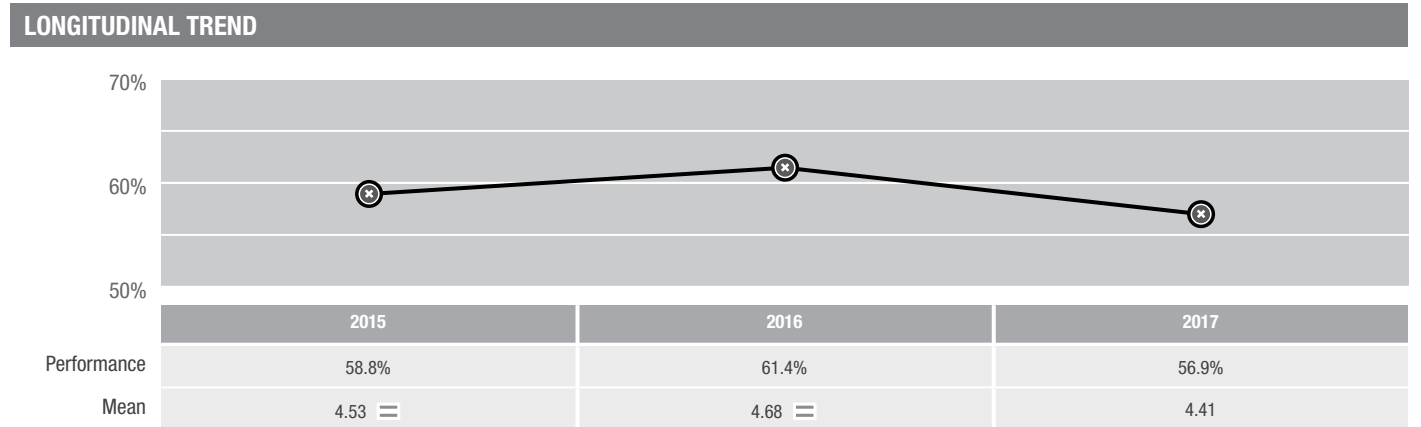 LONGITUDINAL TREND
70%
60%
50%
2015 2016 2017
Performance 58.8% 61.4% 56.9%
Mean 4.53 = 4.68 = 4.41